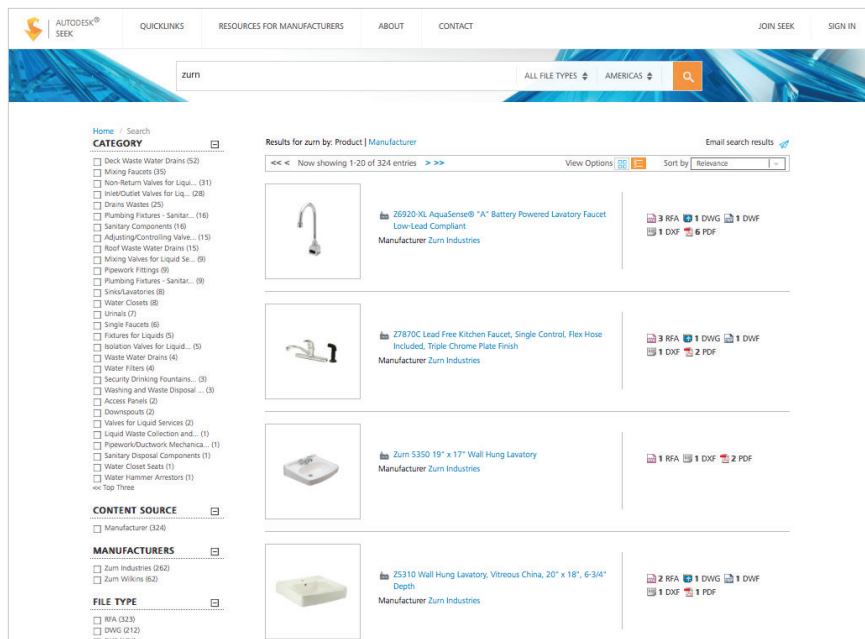 AUTODESK®
SEEK
QUICKLINKS
RESOURCES FOR MANUFACTURERS
ABOUT
CONTACT
JOIN SEEK
SIGN IN
zurn
ALL FILE TYPES
AMERICAS
Home / Search
CATEGORY
Deck Waste Water Drains (52)
Mixing Faucets (35)
Non-Return Valves for Liqui... (31)
Inlet/Outlet Valves for Liq... (28)
Drains Wastes (25)
Plumbing Fixtures - Sanitar... (16)
Sanitary Components (16)
Adjusting/Controlling Valve... (15)
Roof Waste Water Drains (15)
Mixing Valves for Liquid Se... (9)
Pipework Fittings (9)
Plumbing Fixtures - Sanitar... (9)
Sinks/Lavatories (8)
Water Closets (8)
Urinals (7)
Single Faucets (6)
Fixtures for Liquids (5)
Isolation Valves for Liquid... (5)
Waste Water Drains (4)
Water Filters (4)
Security Drinking Fountains... (3)
Washing and Waste Disposal ... (3)
Access Panels (2)
Downspouts (2)
Valves for Liquid Services (2)
Liquid Waste Collection and... (1)
Pipework/Ductwork Mechanica... (1)
Sanitary Disposal Components (1)
Water Closet Seats (1)
Water Hammer Arrestors (1)
<< Top Three
CONTENT SOURCE
Manufacturer (324)
MANUFACTURERS
Zurn Industries (262)
Zurn Wilkins (62)
FILE TYPE
RFA (323)
DWG (212)
Results for zurn by: Product | Manufacturer
Email search results
<< < Now showing 1-20 of 324 entries > >>
View Options
Sort by Relevance
Z6920-XL AquaSense® "A" Battery Powered Lavatory Faucet
Low-Lead Compliant
Manufacturer Zurn Industries
3 RFA 1 DWG 1 DWF
1 DXF 6 PDF
Z7870C Lead Free Kitchen Faucet, Single Control, Flex Hose
Included, Triple Chrome Plate Finish
Manufacturer Zurn Industries
3 RFA 1 DWG 1 DWF
1 DXF 2 PDF
Zurn 5350 19" x 17" Wall Hung Lavatory
Manufacturer Zurn Industries
1 RFA 1 DXF 2 PDF
Z5310 Wall Hung Lavatory, Vitreous China, 20" x 18", 6-3/4"
Depth
Manufacturer Zurn Industries
2 RFA 1 DWG 1 DWF
1 DXF 1 PDF